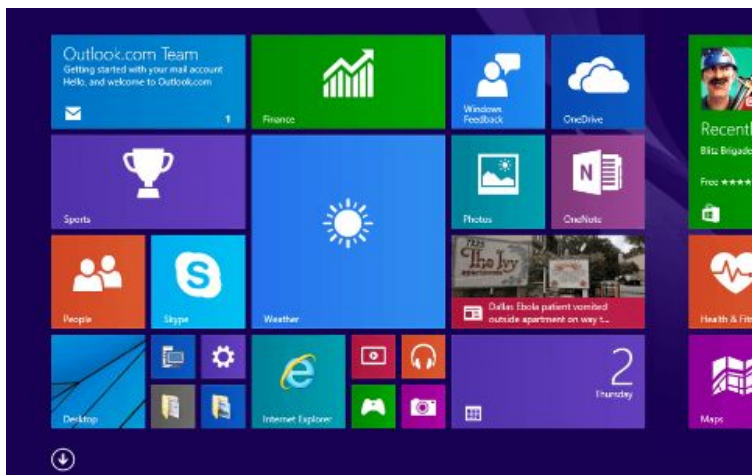 Outlook.com Team
Getting started with your mail account
Hello, and welcome to Outlook.com
1
Finance
Windows
Feedback
OneDrive
Sports
Weather
Photos
N
OneNote
People
S
Skype
The Ivy
apartments
Dallas Ebola patient vomited
outside apartment on way t...
Desktop
Internet Explorer
2
Thursday
Recentl
Blitz Brigade
Free
Health & Fit
Maps